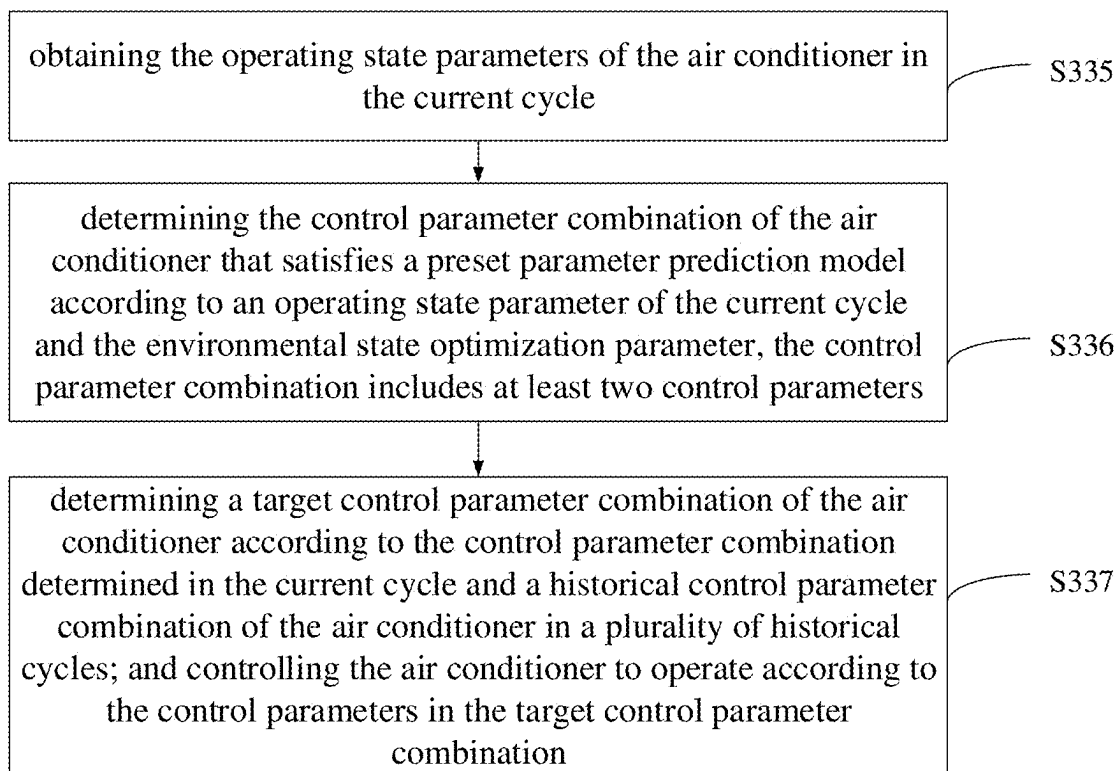 obtaining the operating state parameters of the air conditioner in
the current cycle
S335
determining the control parameter combination of the air
conditioner that satisfies a preset parameter prediction model
according to an operating state parameter of the current cycle
and the environmental state optimization parameter, the control
parameter combination includes at least two control parameters
S336
determining a target control parameter combination of the air
conditioner according to the control parameter combination
determined in the current cycle and a historical control parameter
combination of the air conditioner in a plurality of historical
cycles; and controlling the air conditioner to operate according to
the control parameters in the target control parameter
combination
S337